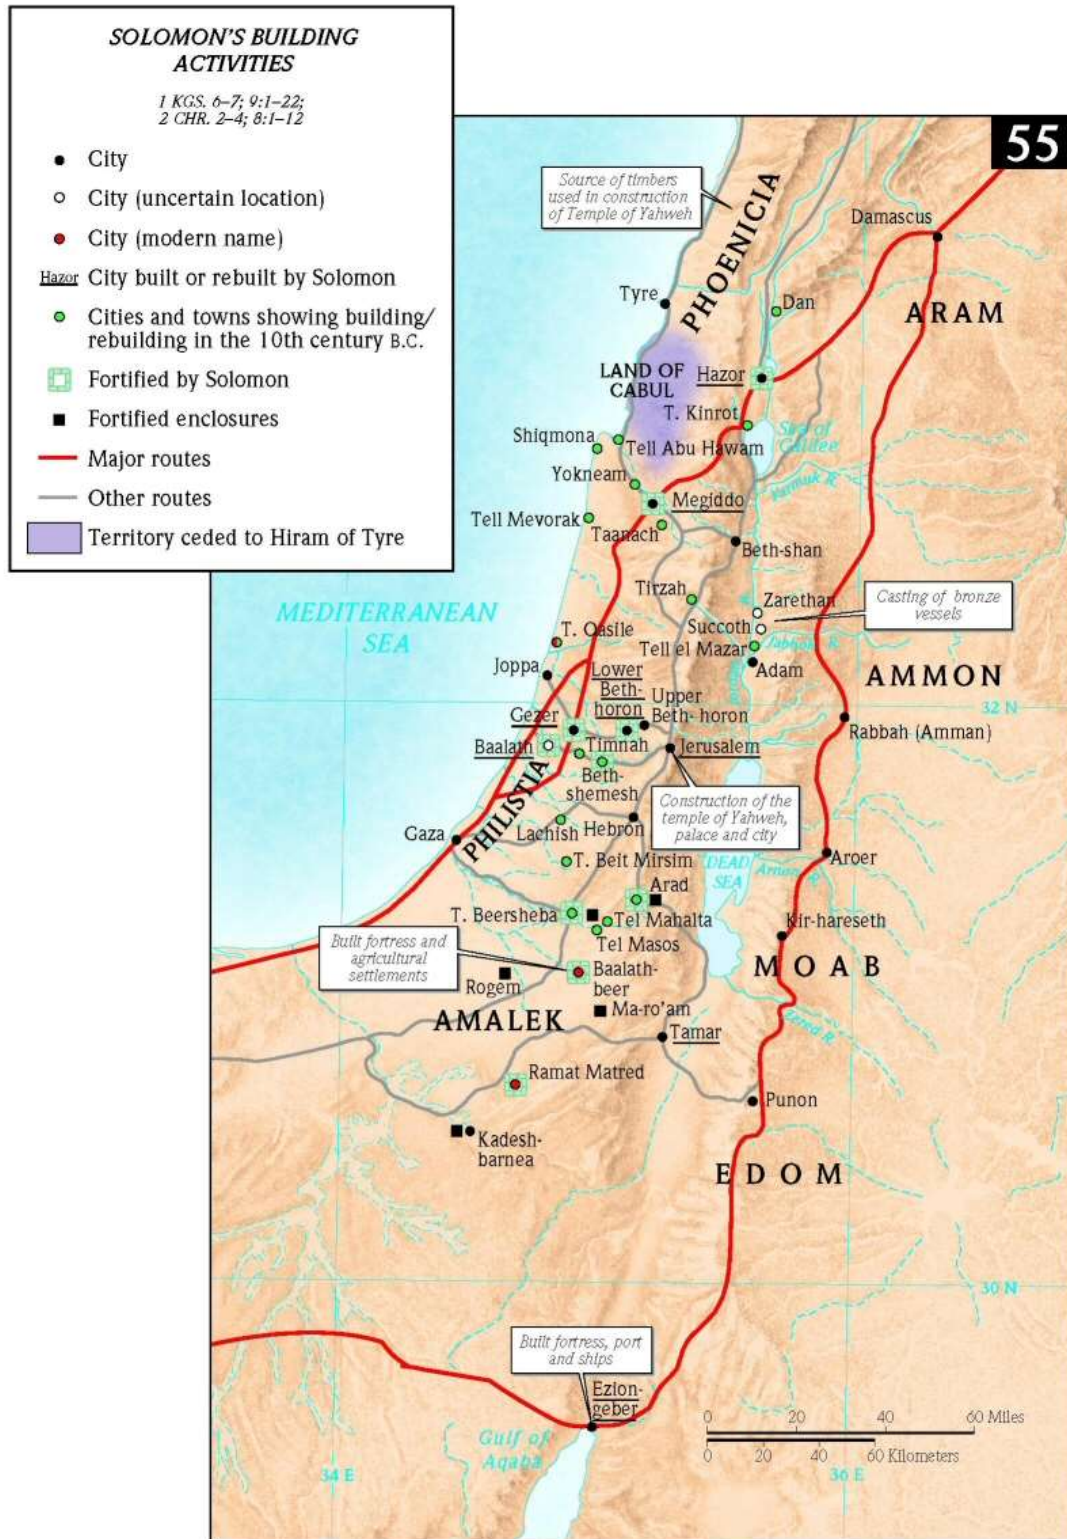 SOLOMON'S BUILDING
ACTIVITIES
1 KGS. 6–7; 9:1–22;
2 CHR. 2–4; 8:1–12
City
City (uncertain location)
City (modern name)
Hazor City built or rebuilt by Solomon
Cities and towns showing building/
rebuilding in the 10th century B.C.
Fortified by Solomon
Fortified enclosures
Major routes
Other routes
Territory ceded to Hiram of Tyre
55
Source of timbers
used in construction
of Temple of Yahweh
PHOENICIA
Damascus
Tyre
Dan
ARAM
LAND OF
CABUL
Hazor
T. Kinrot
Sea of
Galilee
Shiqmona
Tell Abu Hawam
Yokneam
Yarmuk R.
Megiddo
Tell Mevorak
Taanach
Beth-shan
MEDITERRANEAN
SEA
Tirzah
Zarethan
Casting of bronze
vessels
Succoth
T. Qasile
Tell el Mazar
Jabbok R.
Joppa
Adam
Jordan
AMMON
Lower
Beth-
horon
Upper
Beth- horon
32 N
Gezer
Rabbah (Amman)
Baalath
Timnah
Jerusalem
Beth-
shemesh
PHILISTIA
Construction of the
temple of Yahweh,
palace and city
Gaza
Lachish
Hebron
T. Beit Mirsim
DEAD
SEA
Arnon R.
Aroer
Arad
T. Beersheba
Tel Mahalta
Tel Masos
Kir-hareseth
Built fortress and
agricultural
settlements
Rogem
Baalath-
beer
MOAB
Ma-ro'am
AMALEK
Zered R.
Tamar
Ramat Matred
Punon
Kadesh-
barnea
EDOM
30 N
Built fortress, port
and ships
Ezion-
geber
0 20 40 60 Miles
0 20 40 60 Kilometers
Gulf of
Aqaba
34 E
36 E